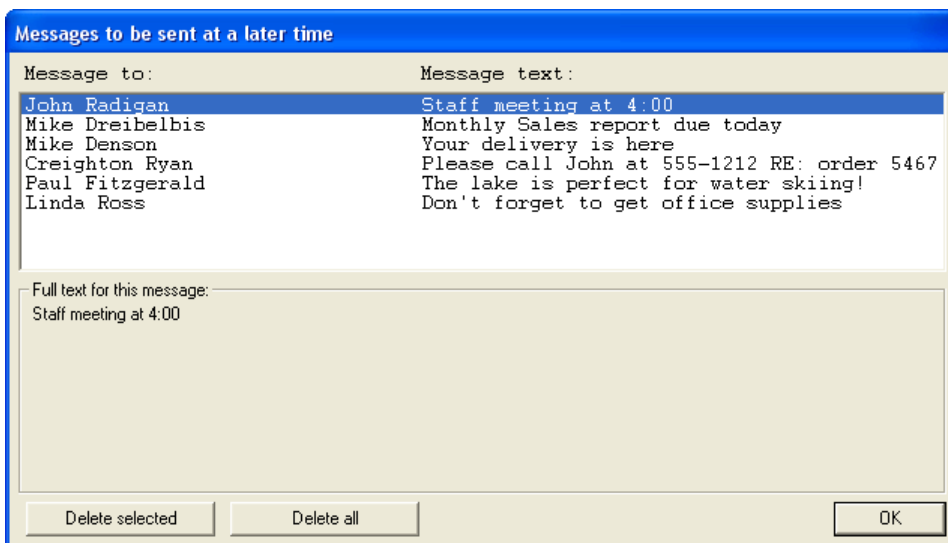 Messages to be sent at a later time
Message to: Message text:
John Radigan Staff meeting at 4:00
Mike Dreibelbis Monthly Sales report due today
Mike Denson Your delivery is here
Creighton Ryan Please call John at 555-1212 RE: order 5467
Paul Fitzgerald The lake is perfect for water skiing!
Linda Ross Don't forget to get office supplies
Full text for this message:
Staff meeting at 4:00
Delete selected Delete all OK